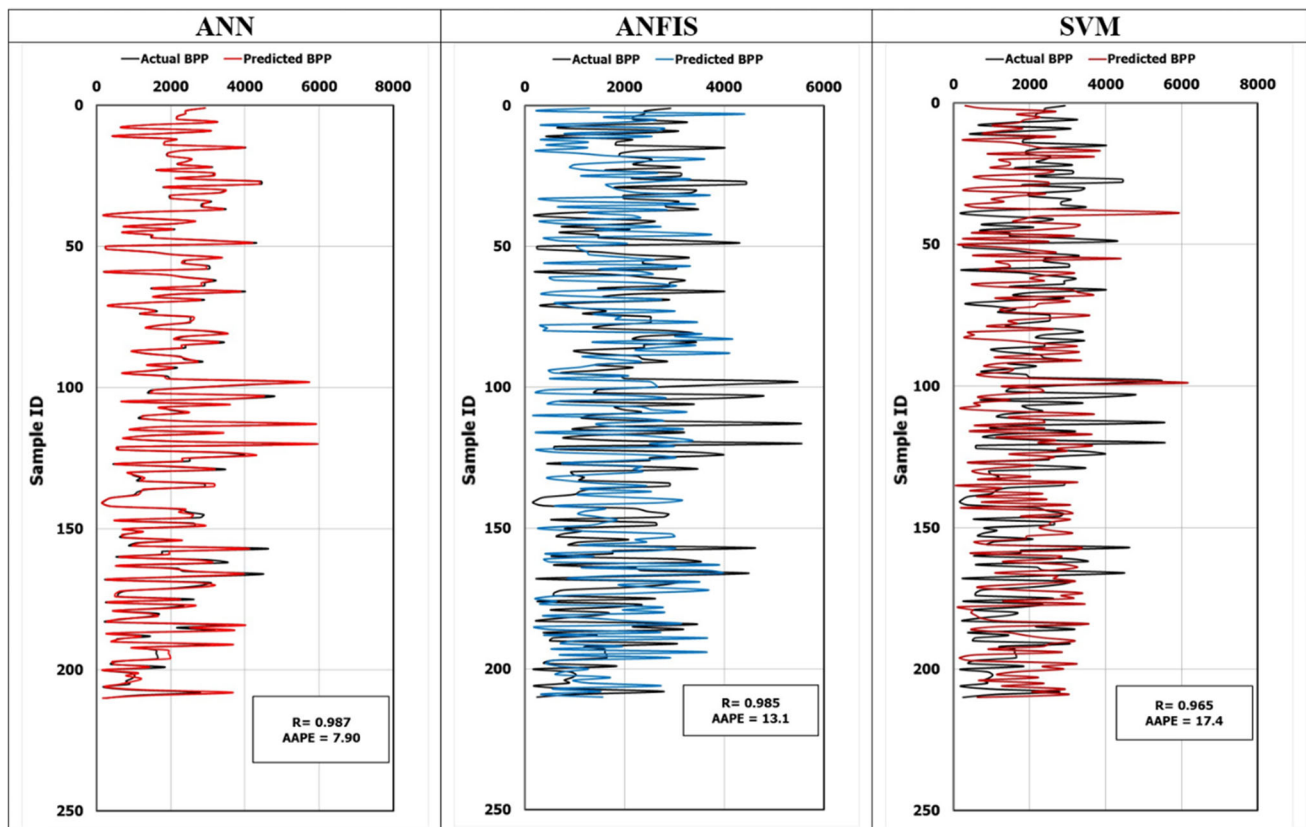 ANN
ANFIS
SVM
Actual BPP Predicted BPP
0 2000 4000 6000 8000
0
50
100
150
200
250
Sample ID
R= 0.987
AAPE = 7.90
Actual BPP Predicted BPP
0 2000 4000 6000
0
50
100
150
200
250
Sample ID
R= 0.985
AAPE = 13.1
Actual BPP Predicted BPP
0 2000 4000 6000 8000
0
50
100
150
200
250
Sample ID
R= 0.965
AAPE = 17.4